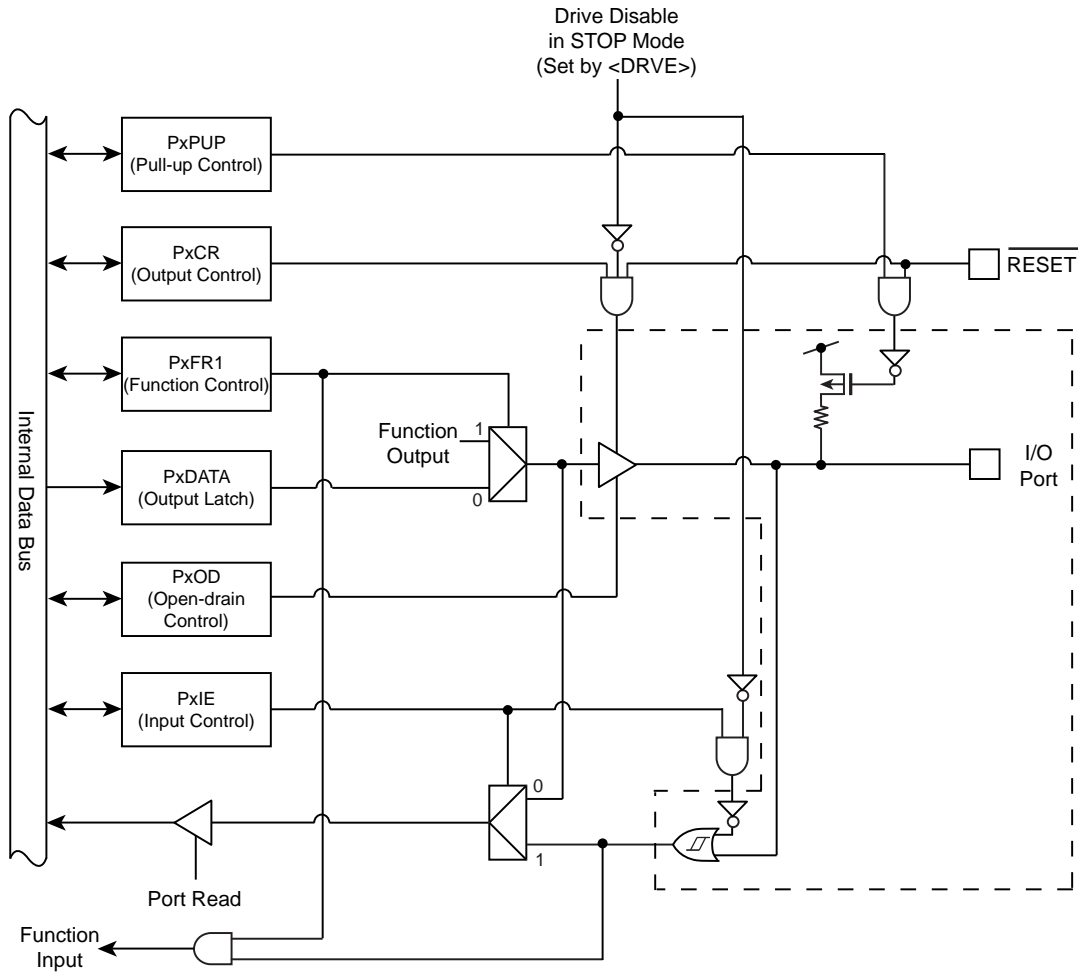 Drive Disable
in STOP Mode
(Set by <DRVE>)
PxPUP
(Pull-up Control)
PxCR
(Output Control)
RESET
PxFR1
(Function Control)
Internal Data Bus
Function
Output
1
0
I/O
Port
PxDATA
(Output Latch)
PxOD
(Open-drain
Control)
PxIE
(Input Control)
0
1
Port Read
Function
Input